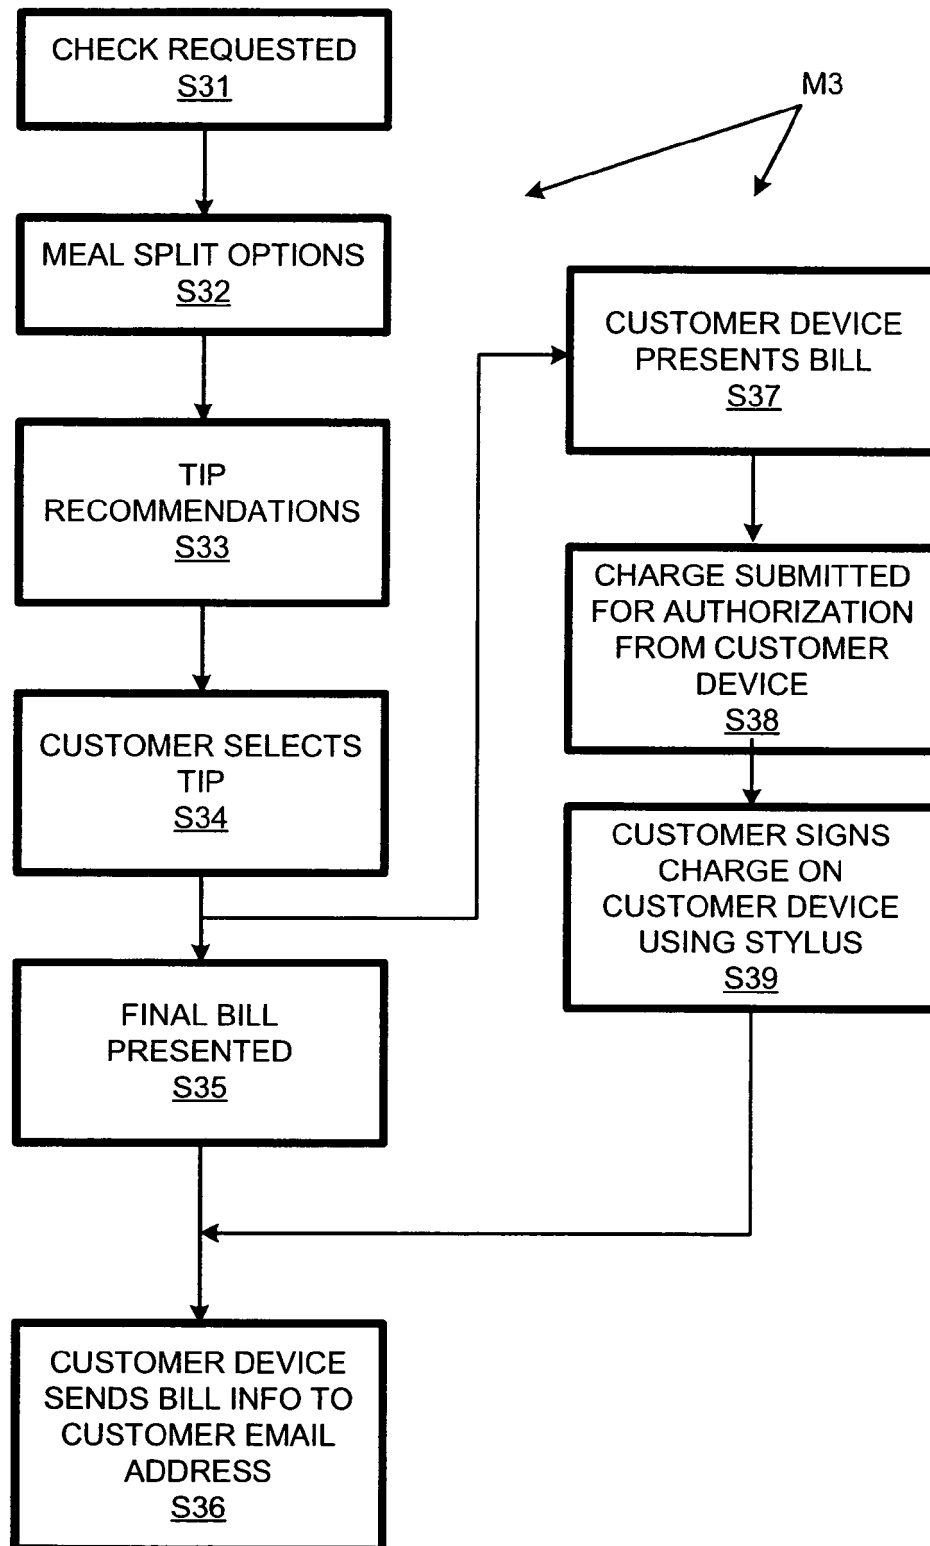 CHECK REQUESTED
S31
M3
MEAL SPLIT OPTIONS
S32
TIP
RECOMMENDATIONS
S33
CUSTOMER SELECTS
TIP
S34
FINAL BILL
PRESENTED
S35
CUSTOMER DEVICE
SENDS BILL INFO TO
CUSTOMER EMAIL
ADDRESS
S36
CUSTOMER DEVICE
PRESENTS BILL
S37
CHARGE SUBMITTED
FOR AUTHORIZATION
FROM CUSTOMER
DEVICE
S38
CUSTOMER SIGNS
CHARGE ON
CUSTOMER DEVICE
USING STYLUS
S39